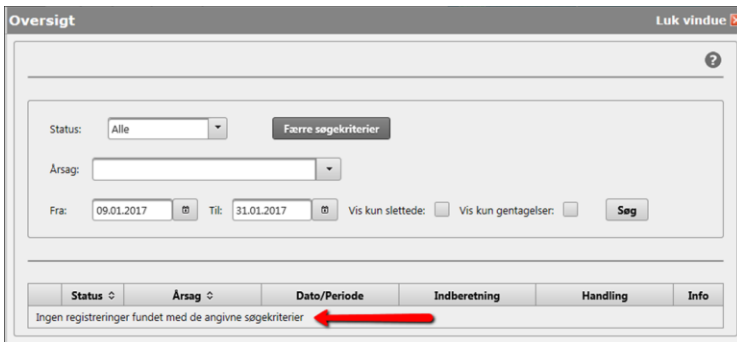 Oversigt Luk vindue
Status: Alle Færre søgekriterier
Årsag:
Fra: 09.01.2017 Til: 31.01.2017 Vis kun slettede: Vis kun gentagelser: Søg
Status Årsag Dato/Periode Indberetning Handling Info
Ingen registreringer fundet med de angivne søgekriterier